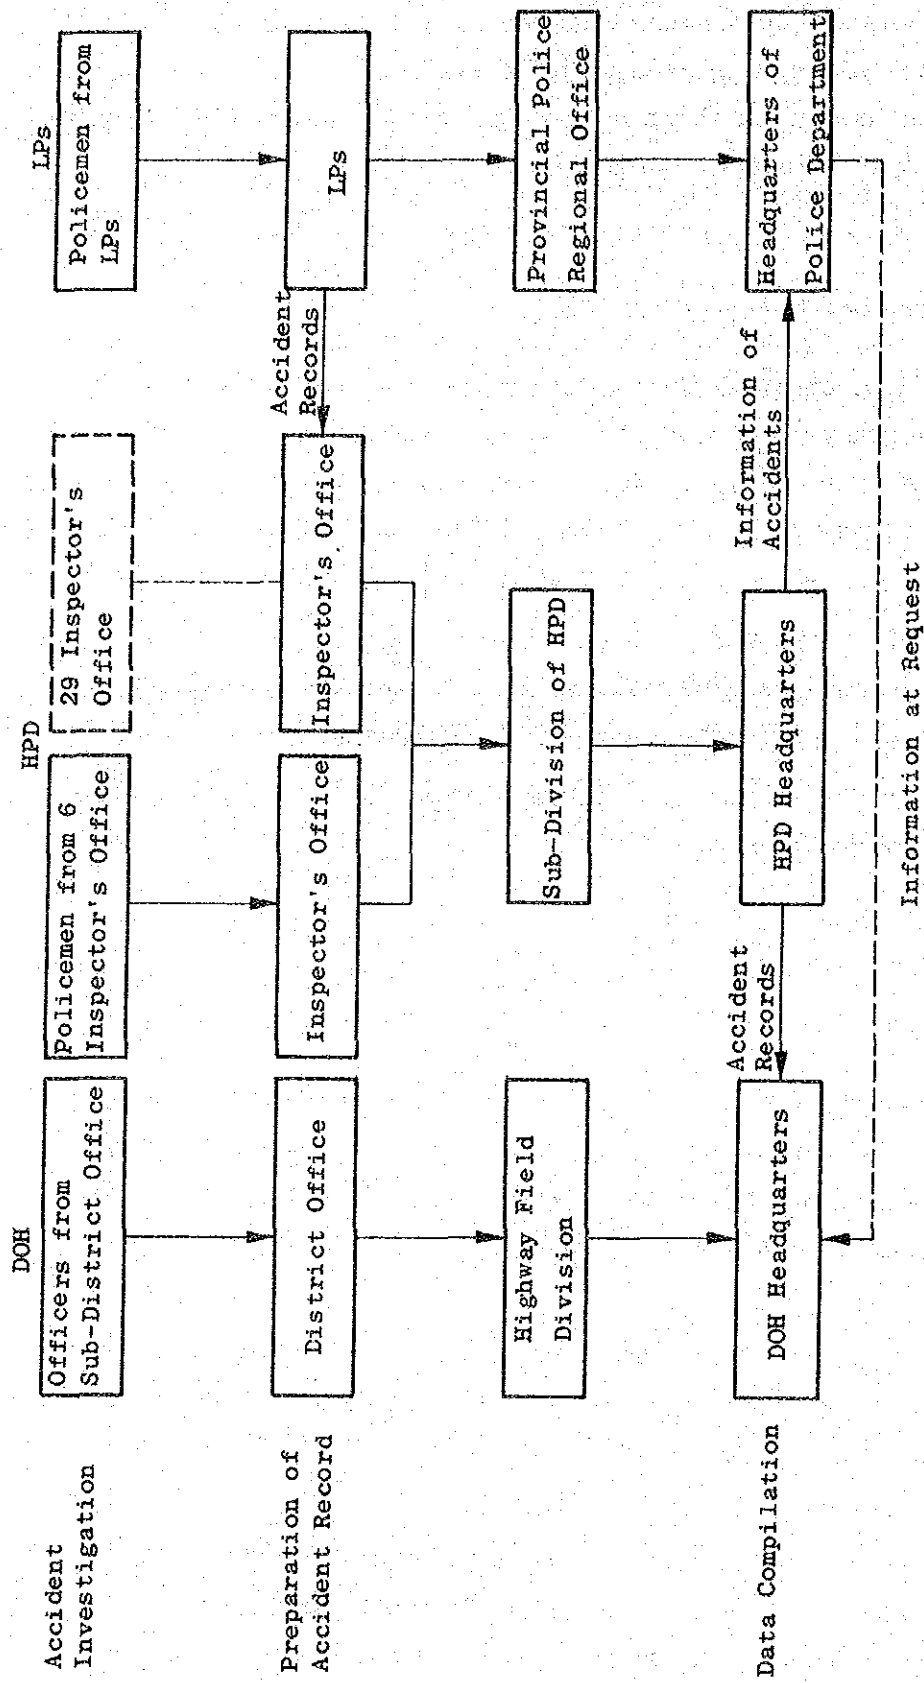 DOH
HPD
LPs
Accident
Investigation
Officers from
Sub-District Office
Policemen from 6
Inspector's Office
29 Inspector's
Office
Policemen from
LPs
Preparation of
Accident Record
District Office
Inspector's Office
Inspector's Office
Accident
Records
LPs
Highway Field
Division
Sub-Division of HPD
Provincial Police
Regional Office
Data Compilation
DOH Headquarters
Accident
Records
HPD Headquarters
Information of
Accidents
Headquarters of
Police Department
Information at Request